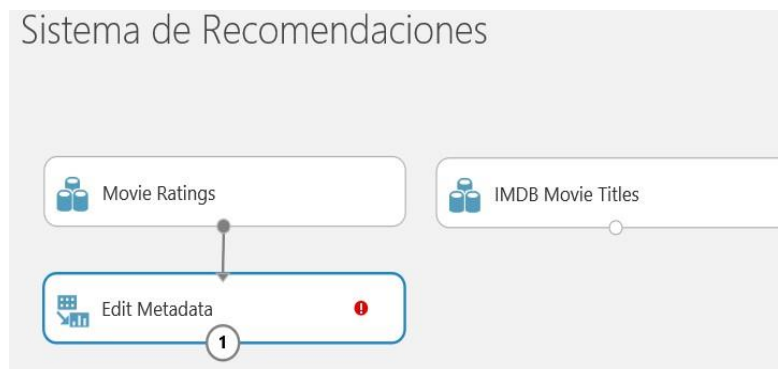 Sistema de Recomendaciones
Movie Ratings
IMDB Movie Titles
Edit Metadata
1